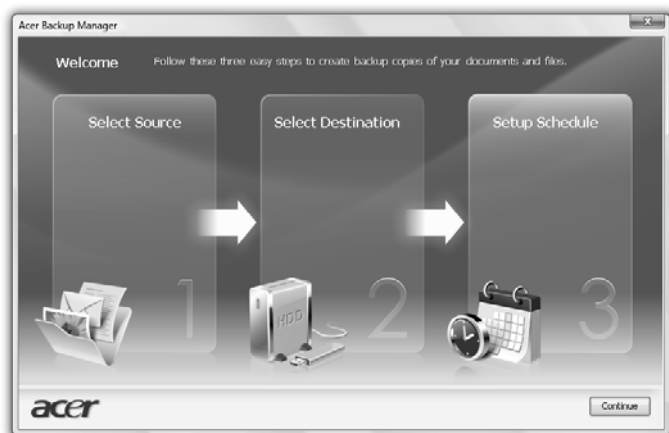 Acer Backup Manager
Welcome
Follow these three easy steps to create backup copies of your documents and files.
Select Source
Select Destination
Setup Schedule
1
HDD
2
3
acer
Continue